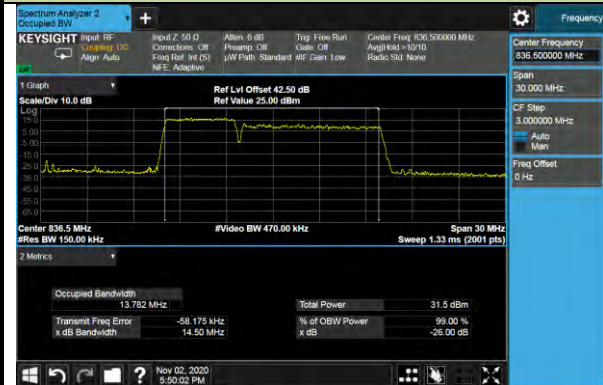 Spectrum Analyzer 2
Occupied BW
+
Frequency
KEYSIGHT
Input: RF
Coupling: DC
Align: Auto
Input Z: 50 Ω
Corrections: Off
Freq Ref: Int (S)
NFE: Adaptive
Atten: 6 dB
Preamp: Off
µW Path: Standard
Trig: Free Run
Gate: Off
#IF Gain: Low
Center Freq: 836.500000 MHz
Avg|Hold:>10/10
Radio Std: None
Center Frequency
836.500000 MHz
Span
30.000 MHz
CF Step
3.000000 MHz
Auto
Man
Freq Offset
0 Hz
1 Graph
Scale/Div 10.0 dB
Ref Lvl Offset 42.50 dB
Ref Value 25.00 dBm
Log
15.0
5.00
-5.00
-15.0
-25.0
-35.0
-45.0
-55.0
-65.0
Center 836.5 MHz
#Video BW 470.00 kHz
Span 30 MHz
#Res BW 150.00 kHz
Sweep 1.33 ms (2001 pts)
2 Metrics
Occupied Bandwidth
13.782 MHz
Total Power
31.5 dBm
Transmit Freq Error
-58.175 kHz
% of OBW Power
99.00 %
x dB Bandwidth
14.50 MHz
x dB
-26.00 dB
?
Nov 02, 2020
5:50:02 PM